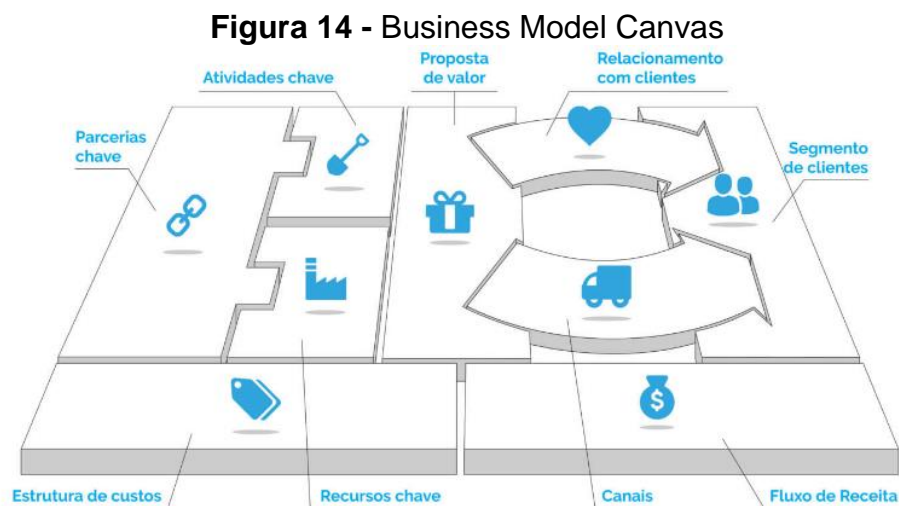 Figura 14 - Business Model Canvas
Proposta
de valor
Relacionamento
com clientes
Atividades chave
Parcerias
chave
Segmento
de clientes
$
Estrutura de custos
Recursos chave
Canais
Fluxo de Receita